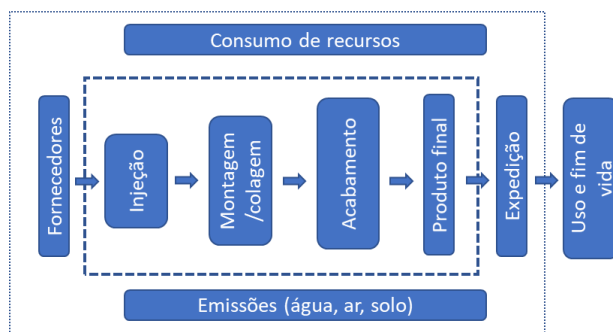 Consumo de recursos
Fornecedores
Injeção
Montagem
/colagem
Acabamento
Produto final
Expedição
Uso e fim de
vida
Emissões (água, ar, solo)